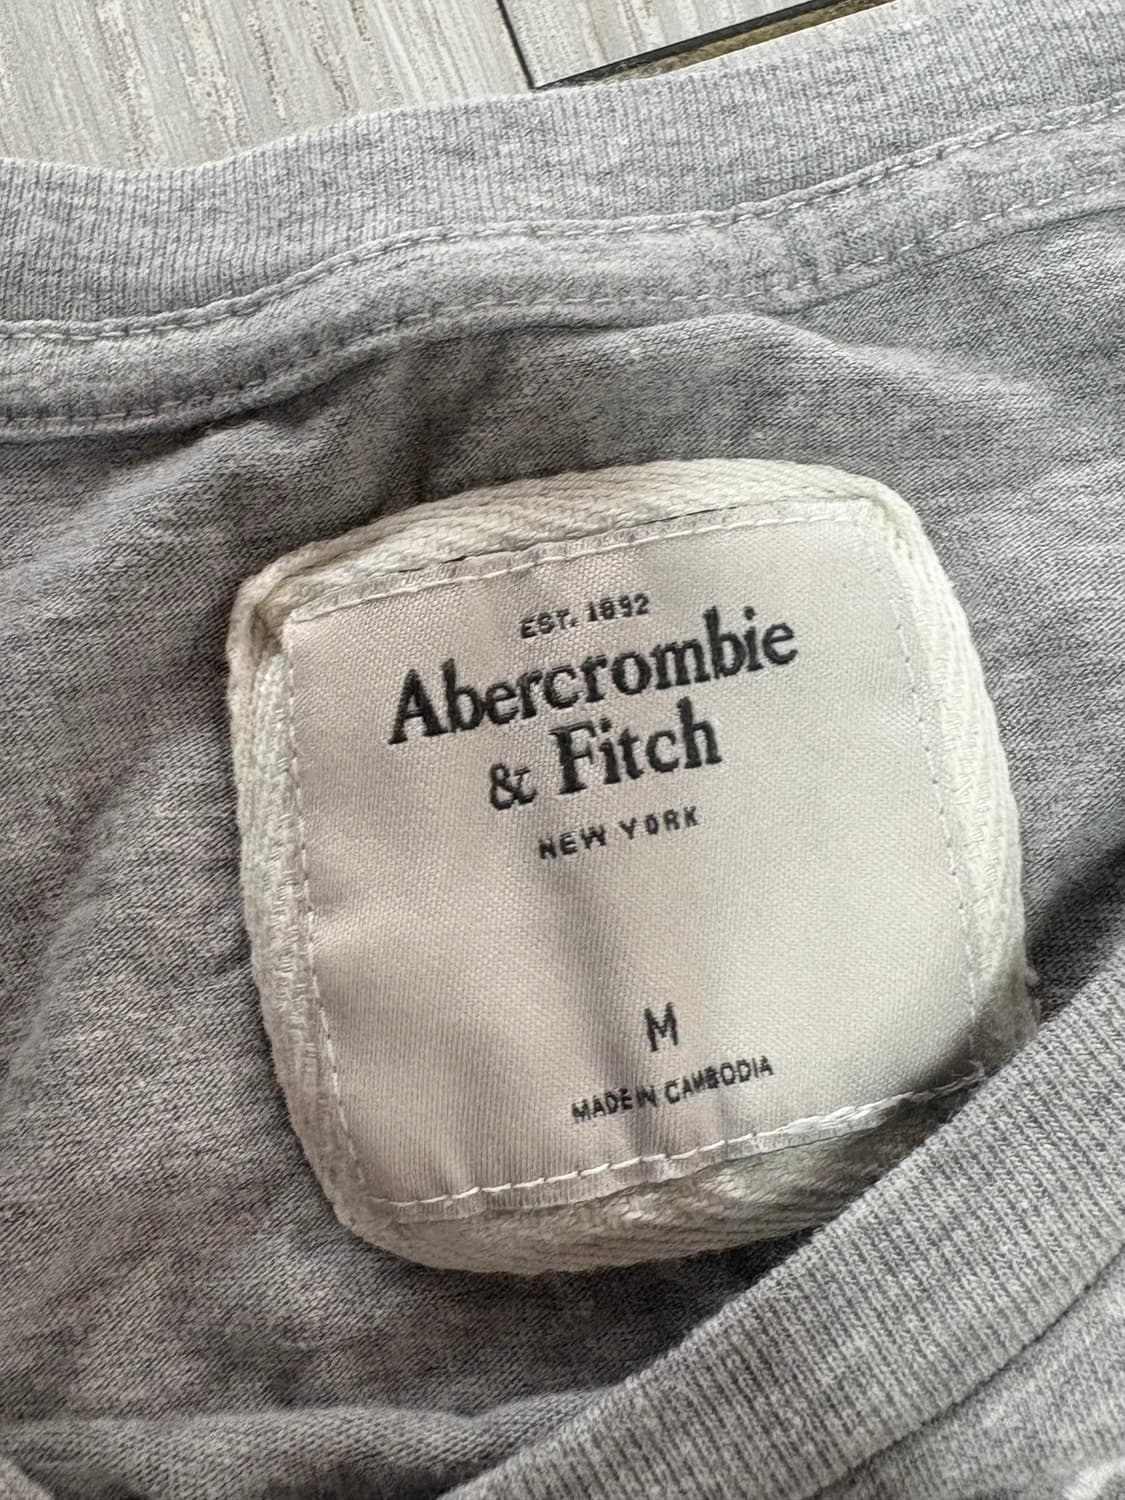 EST. 1892
Abercrombie
& Fitch
NEW YORK
M
MADE IN CAMBODIA